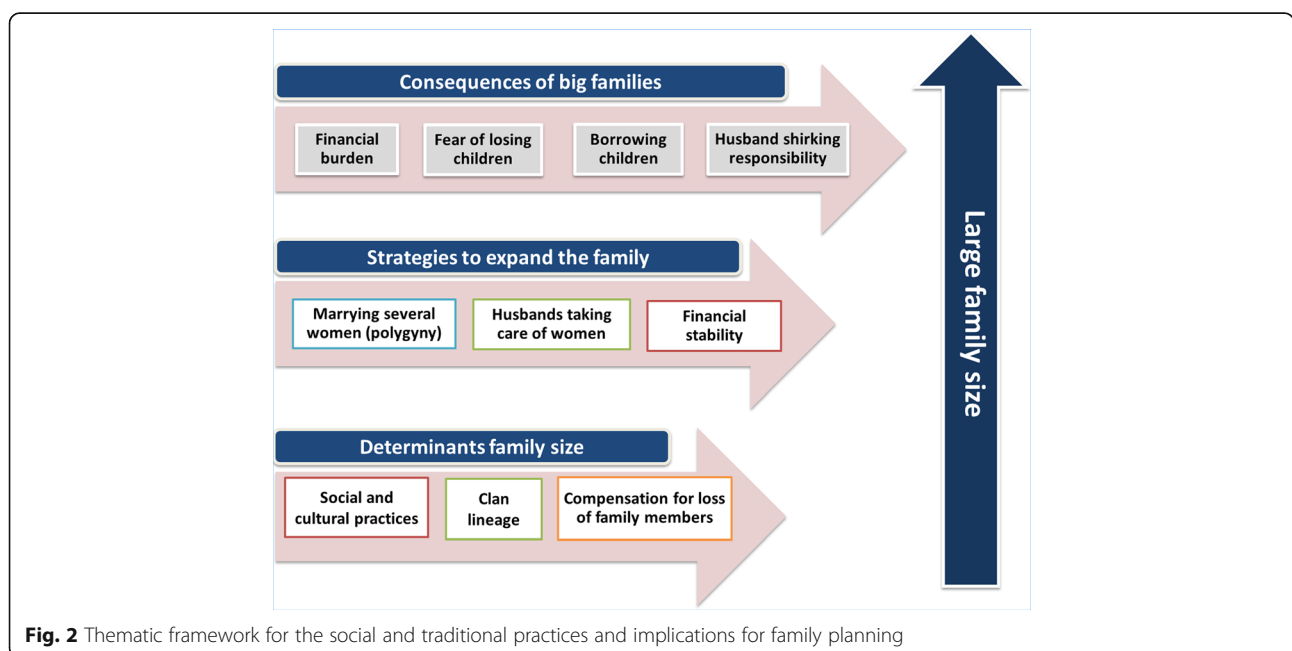 Consequences of big families
Financial
burden
Fear of losing
children
Borrowing
children
Husband shirking
responsibility
Strategies to expand the family
Marrying several
women (polygyny)
Husbands taking
care of women
Financial
stability
Determinants family size
Social and
cultural practices
Clan
lineage
Compensation for loss
of family members
Large family size
Fig. 2 Thematic framework for the social and traditional practices and implications for family planning